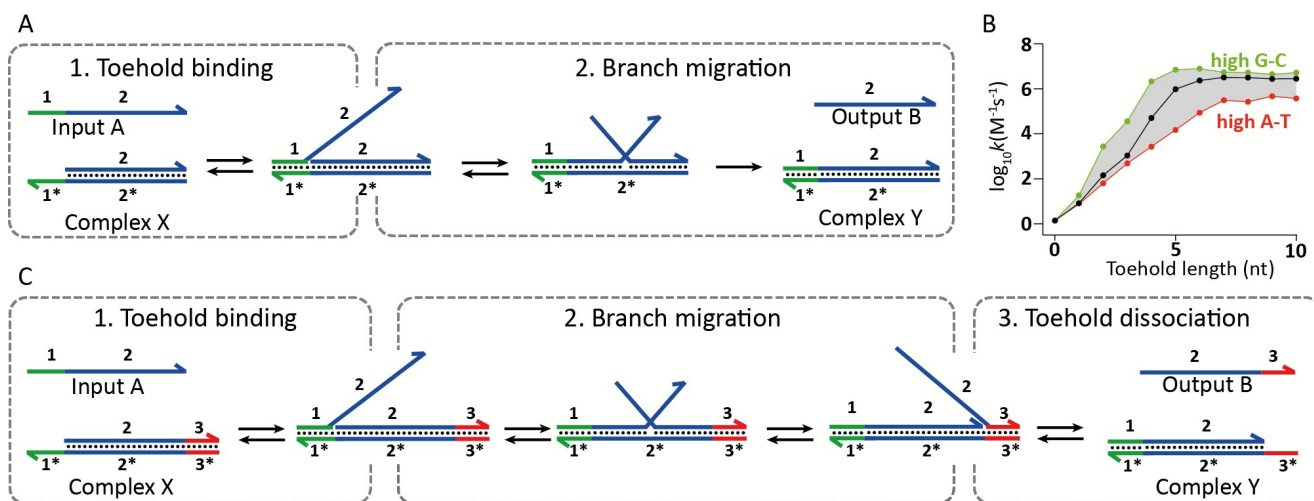 A
1. Toehold binding
1 2
Input A
2
1* 2*
Complex X
1 2 2
1* 2*
2. Branch migration
1 2
1* 2*
2
Output B
1 2
1* 2*
Complex Y
B
log₁₀k(M⁻¹s⁻¹)
8
6
4
2
0
high G-C
high A-T
0 5 10
Toehold length (nt)
C
1. Toehold binding
1 2
Input A
2 3
1* 2* 3*
Complex X
2
1 2 3
1* 2* 3*
2. Branch migration
1 3
1* 2* 3*
2
1 2 3
1* 2* 3*
3. Toehold dissociation
2 3
Output B
1 2
1* 2* 3*
Complex Y